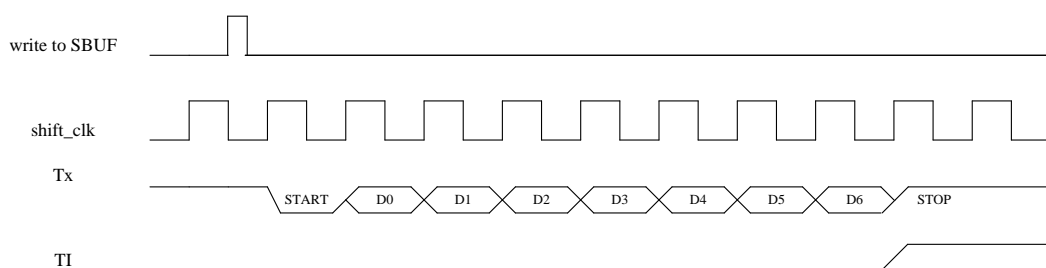 write to SBUF
shift_clk
Tx
START D0 D1 D2 D3 D4 D5 D6 STOP
TI